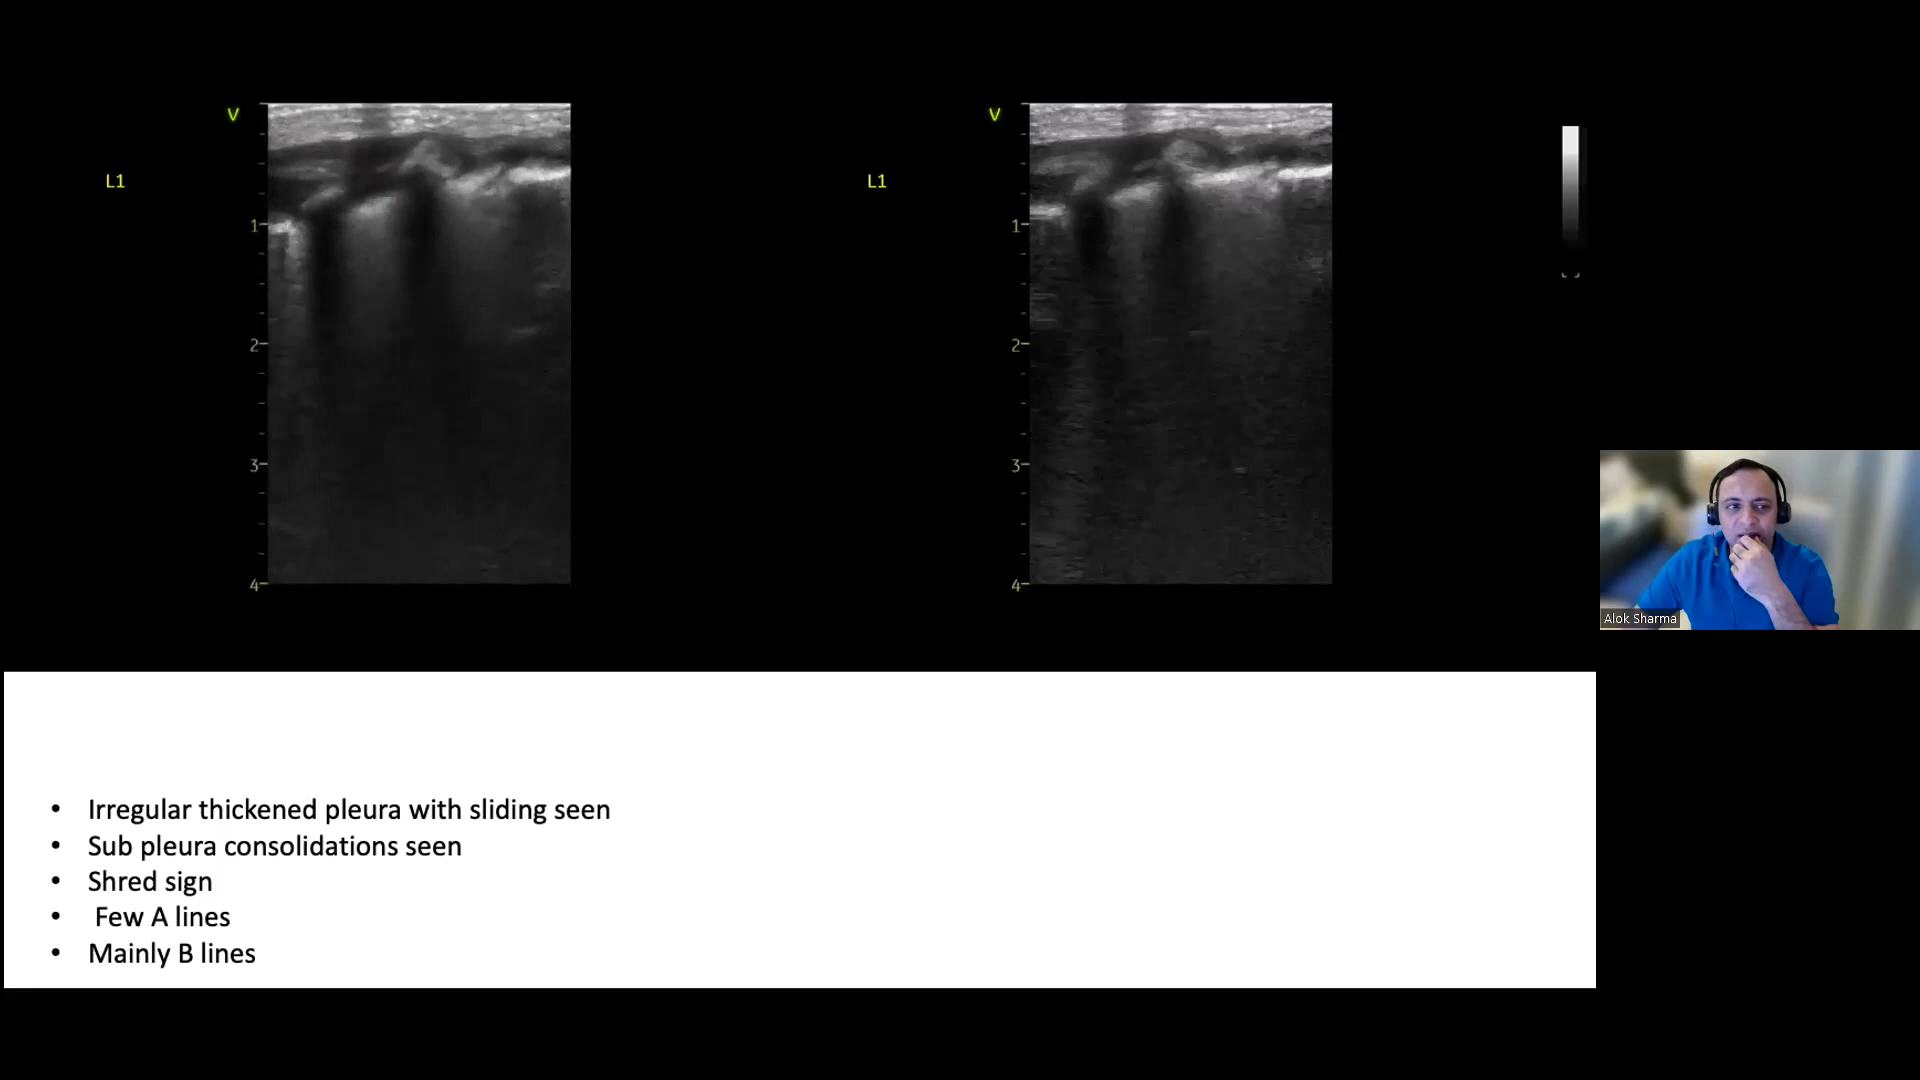 V
L1
1
2
3
4
V
L1
1
2
3
4
Alok Sharma
• Irregular thickened pleura with sliding seen
• Sub pleura consolidations seen
• Shred sign
• Few A lines
• Mainly B lines